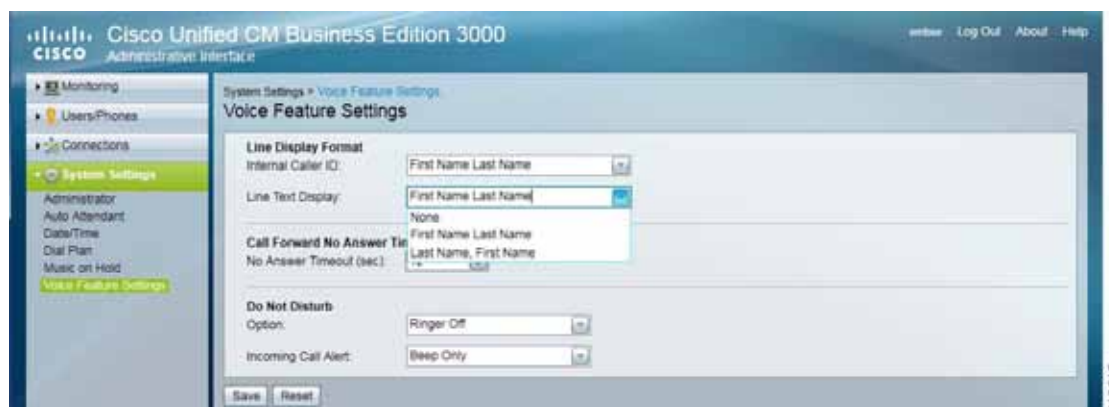 CISCO
Cisco Unified CM Business Edition 3000
Administrative Interface
Log Out About Help
Monitoring
Users/Phones
Connections
System Settings
Administrator
Auto Attendant
Date/Time
Dial Plan
Music on Hold
Voice Feature Settings
System Settings > Voice Feature Settings
Voice Feature Settings
Line Display Format
Internal Caller ID: First Name Last Name
Line Text Display: First Name Last Name
None
First Name Last Name
Last Name, First Name
Call Forward No Answer
No Answer Timeout (sec):
Do Not Disturb
Option: Ringer Off
Incoming Call Alert: Beep Only
Save Reset